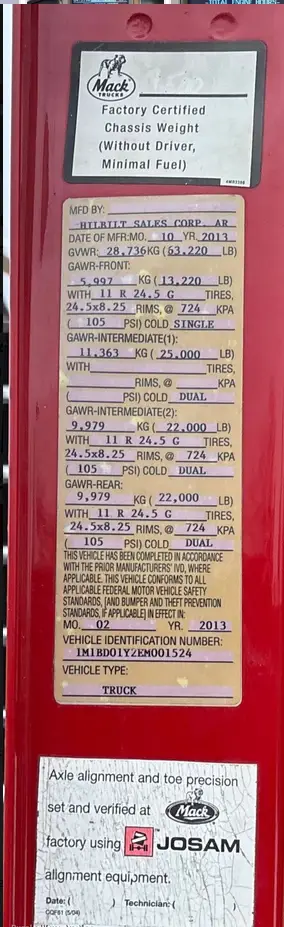 -TOTAL ENGINE HOURS-
Mack
TRUCKS
Factory Certified
Chassis Weight
(Without Driver,
Minimal Fuel)
MFD BY:
HILBILT SALES CORP. AR
DATE OF MFR:MO. 10 YR. 2013
GVWR: 28,736KG (63,220 LB)
GAWR-FRONT:
5,997 KG ( 13,220 LB)
WITH 11 R 24.5 G TIRES,
24.5x8.25 RIMS, @ 724 KPA
( 105 PSI) COLD SINGLE
GAWR-INTERMEDIATE(1):
11,363 KG ( 25,000 LB)
WITH TIRES,
RIMS, @ KPA
( PSI) COLD DUAL
GAWR-INTERMEDIATE(2):
9,979 KG ( 22,000 LB)
WITH 11 R 24.5 G TIRES,
24.5x8.25 RIMS, @ 724 KPA
( 105 PSI) COLD DUAL
GAWR-REAR:
9,979 KG ( 22,000 LB)
WITH 11 R 24.5 G TIRES,
24.5x8.25 RIMS, @ 724 KPA
( 105 PSI) COLD DUAL
THIS VEHICLE HAS BEEN COMPLETED IN ACCORDANCE
WITH THE PRIOR MANUFACTURERS' IVD, WHERE
APPLICABLE. THIS VEHICLE CONFORMS TO ALL
APPLICABLE FEDERAL MOTOR VEHICLE SAFETY
STANDARDS, [AND BUMPER AND THEFT PREVENTION
STANDARDS, IF APPLICABLE] IN EFFECT IN:
MO. 02 YR. 2013
VEHICLE IDENTIFICATION NUMBER:
1M1BD01Y2EM001524
VEHICLE TYPE:
TRUCK
Axle alignment and toe precision
set and verified at Mack
factory using JOSAM
alignment equipment.
Date: ( ) Technician: ( )